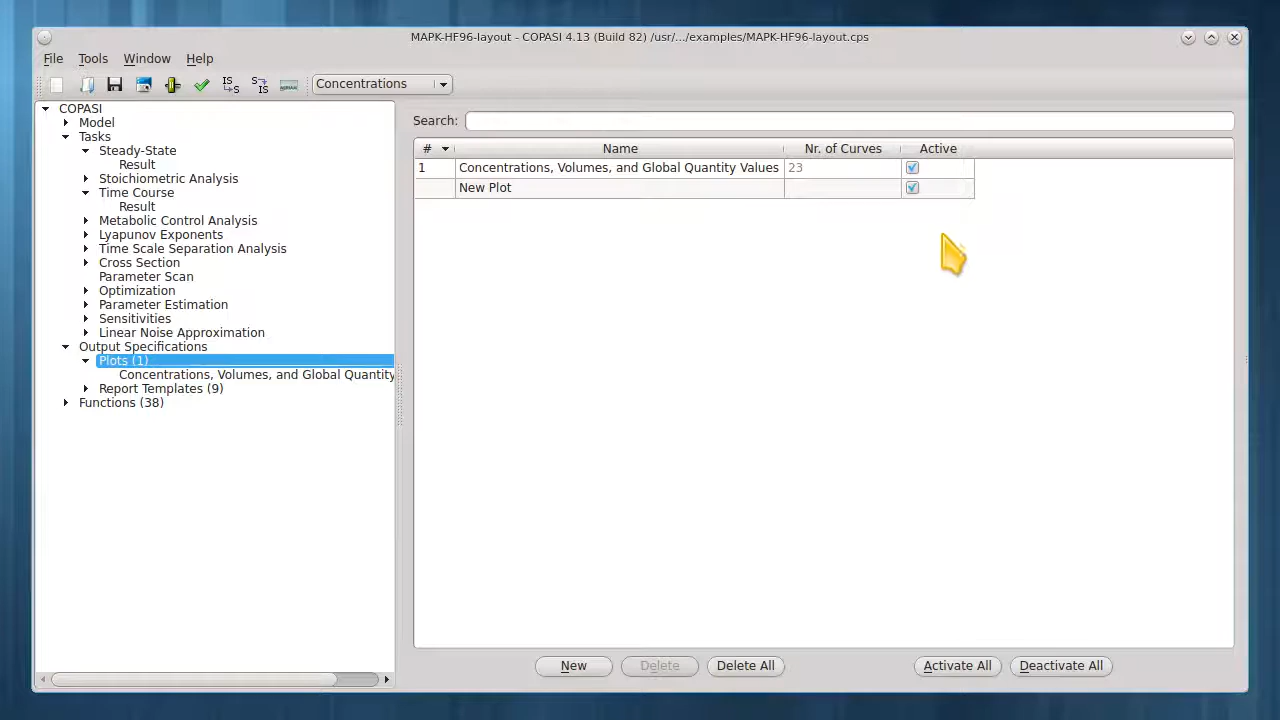 MAPK-HF96-layout - COPASI 4.13 (Build 82) /usr/.../examples/MAPK-HF96-layout.cps
File Tools Window Help
Concentrations
COPASI
Model
Tasks
Steady-State
Result
Stoichiometric Analysis
Time Course
Result
Metabolic Control Analysis
Lyapunov Exponents
Time Scale Separation Analysis
Cross Section
Parameter Scan
Optimization
Parameter Estimation
Sensitivities
Linear Noise Approximation
Output Specifications
Plots (1)
Concentrations, Volumes, and Global Quantity
Report Templates (9)
Functions (38)
Search:
# Name Nr. of Curves Active
1 Concentrations, Volumes, and Global Quantity Values 23
New Plot
New Delete Delete All Activate All Deactivate All